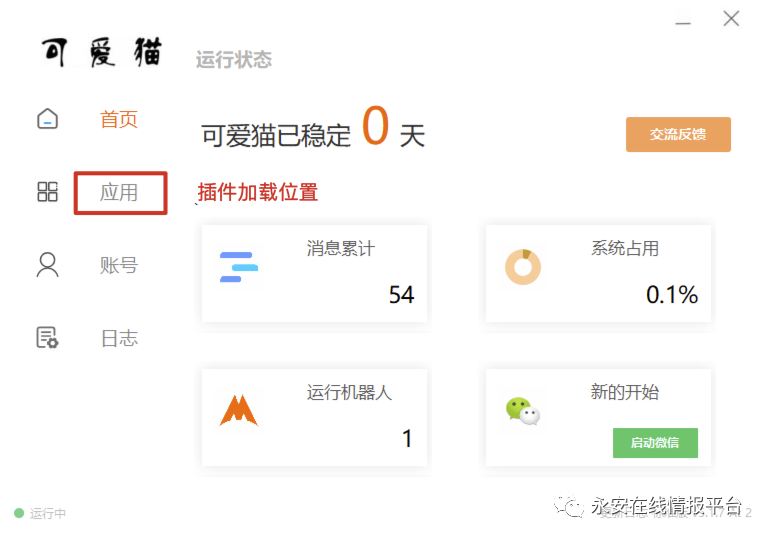 可爱猫
运行状态
首页
可爱猫已稳定 0 天
交流反馈
应用
插件加载位置
账号
消息累计
54
系统占用
0.1%
日志
运行机器人
1
新的开始
启动微信
运行中
永安在线情报平台